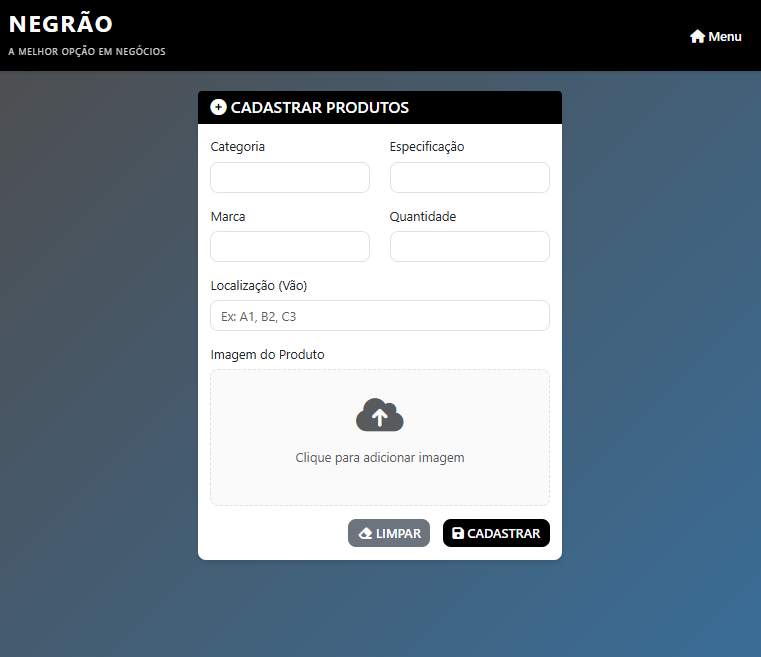 NEGRÃO
A MELHOR OPÇÃO EM NEGÓCIOS
Menu
CADASTRAR PRODUTOS
Categoria
Especificação
Marca
Quantidade
Localização (Vão)
Ex: A1, B2, C3
Imagem do Produto
Clique para adicionar imagem
LIMPAR
CADASTRAR